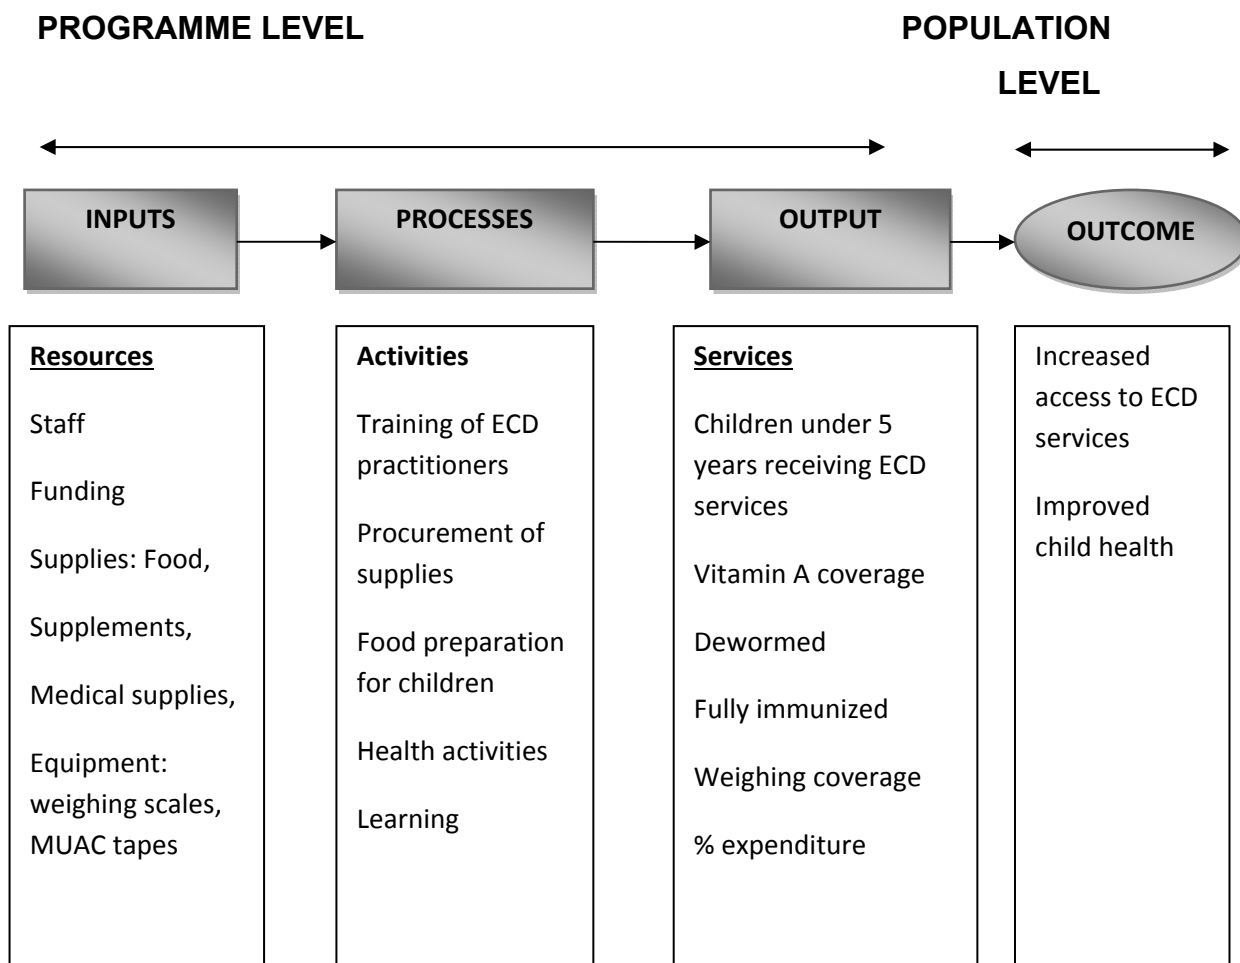 PROGRAMME LEVEL
POPULATION
LEVEL
INPUTS
PROCESSES
OUTPUT
OUTCOME
Resources
Staff
Funding
Supplies: Food,
Supplements,
Medical supplies,
Equipment:
weighing scales,
MUAC tapes
Activities
Training of ECD
practitioners
Procurement of
supplies
Food preparation
for children
Health activities
Learning
Services
Children under 5
years receiving ECD
services
Vitamin A coverage
Dewormed
Fully immunized
Weighing coverage
% expenditure
Increased
access to ECD
services
Improved
child health